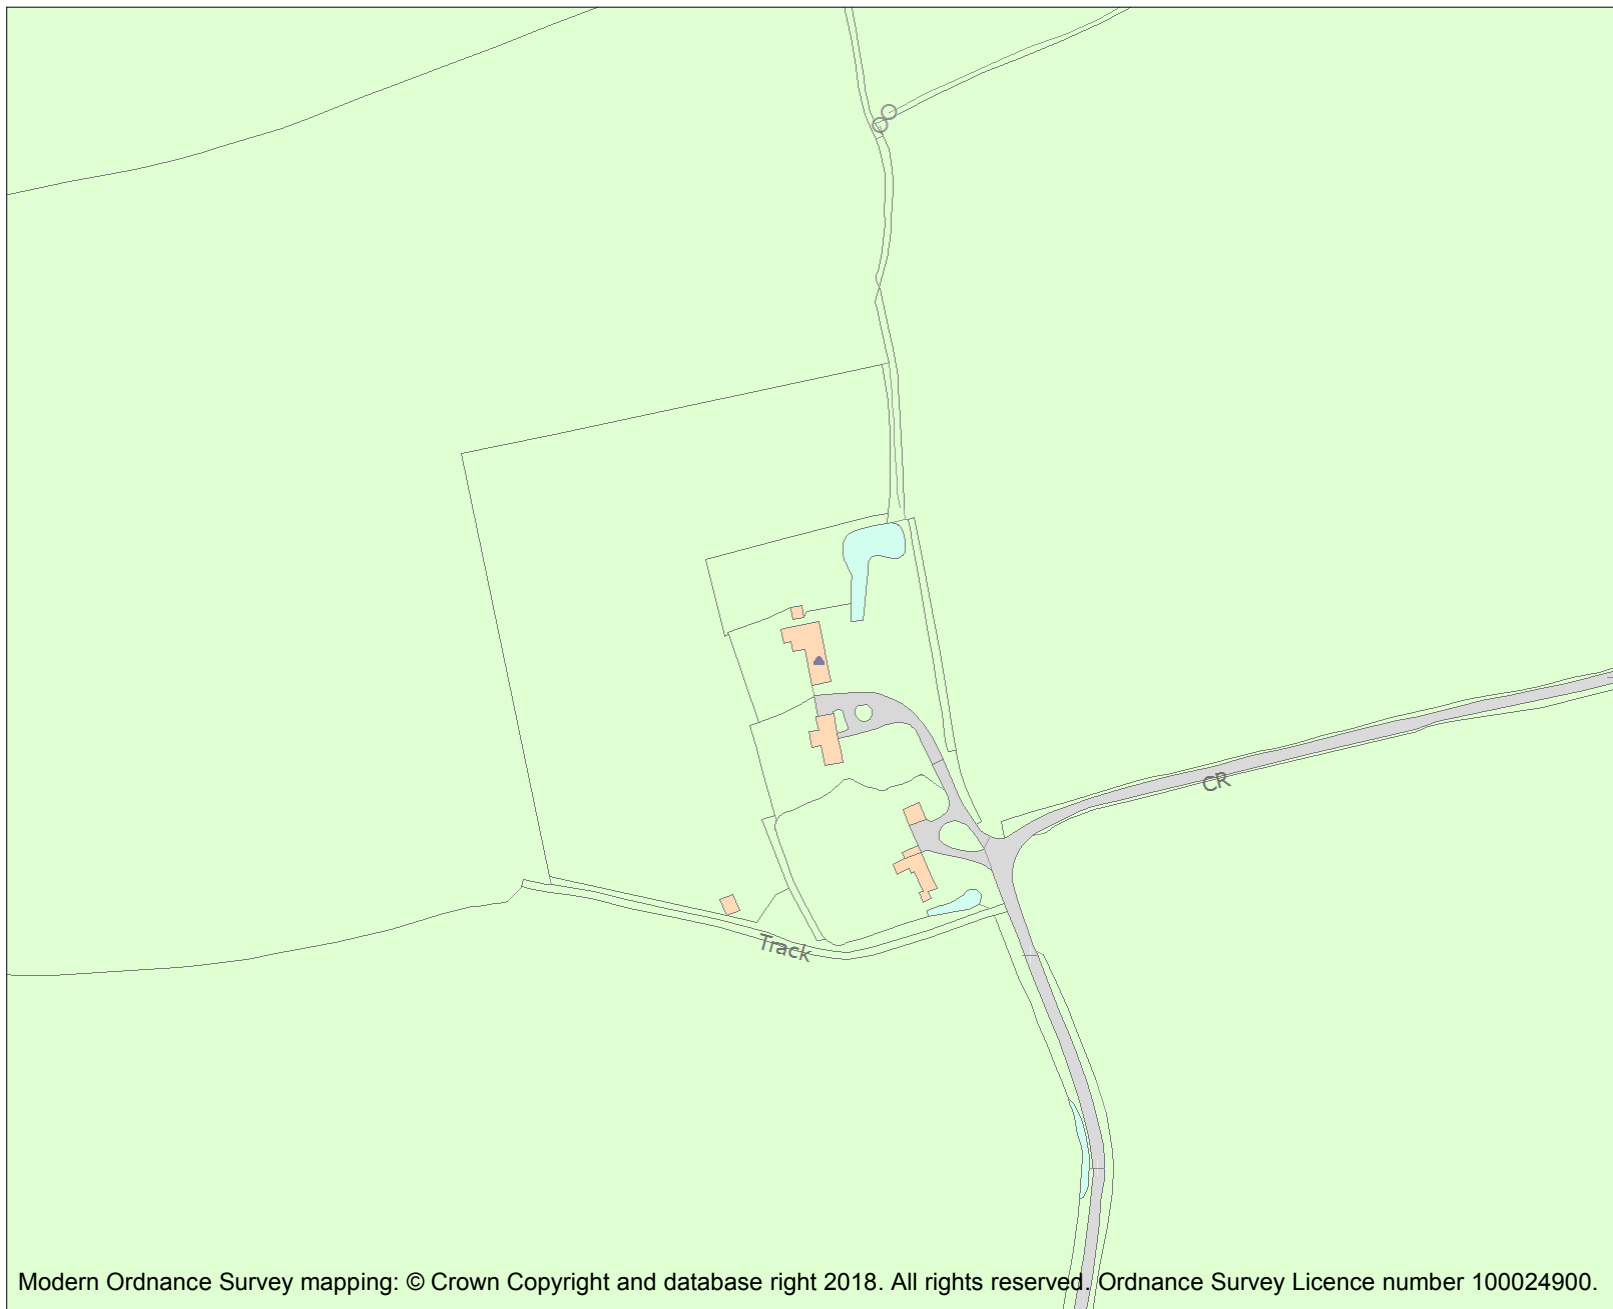 CR
Track
Modern Ordnance Survey mapping: © Crown Copyright and database right 2018. All rights reserved. Ordnance Survey Licence number 100024900.